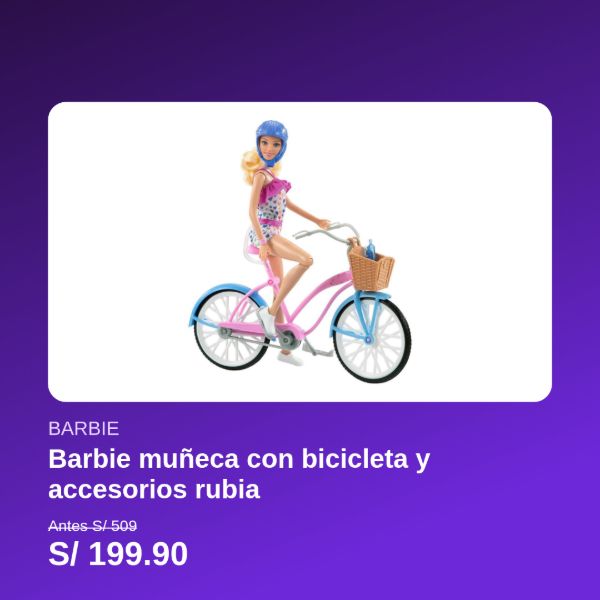 BARBIE
Barbie muñeca con bicicleta y
accesorios rubia
Antes S/ 509
S/ 199.90